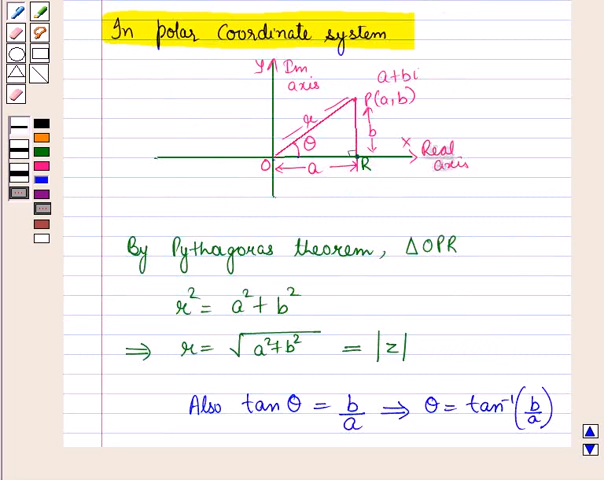 In polar Coordinate system
Y Im axis
a+bi
P(a,b)
r
θ
b
X
Real axis
O
a
R
By Pythagoras theorem, ΔOPR
r² = a² + b²
⇒ r = √(a²+b²) = |z|
Also tan θ = b/a ⇒ θ = tan⁻¹(b/a)